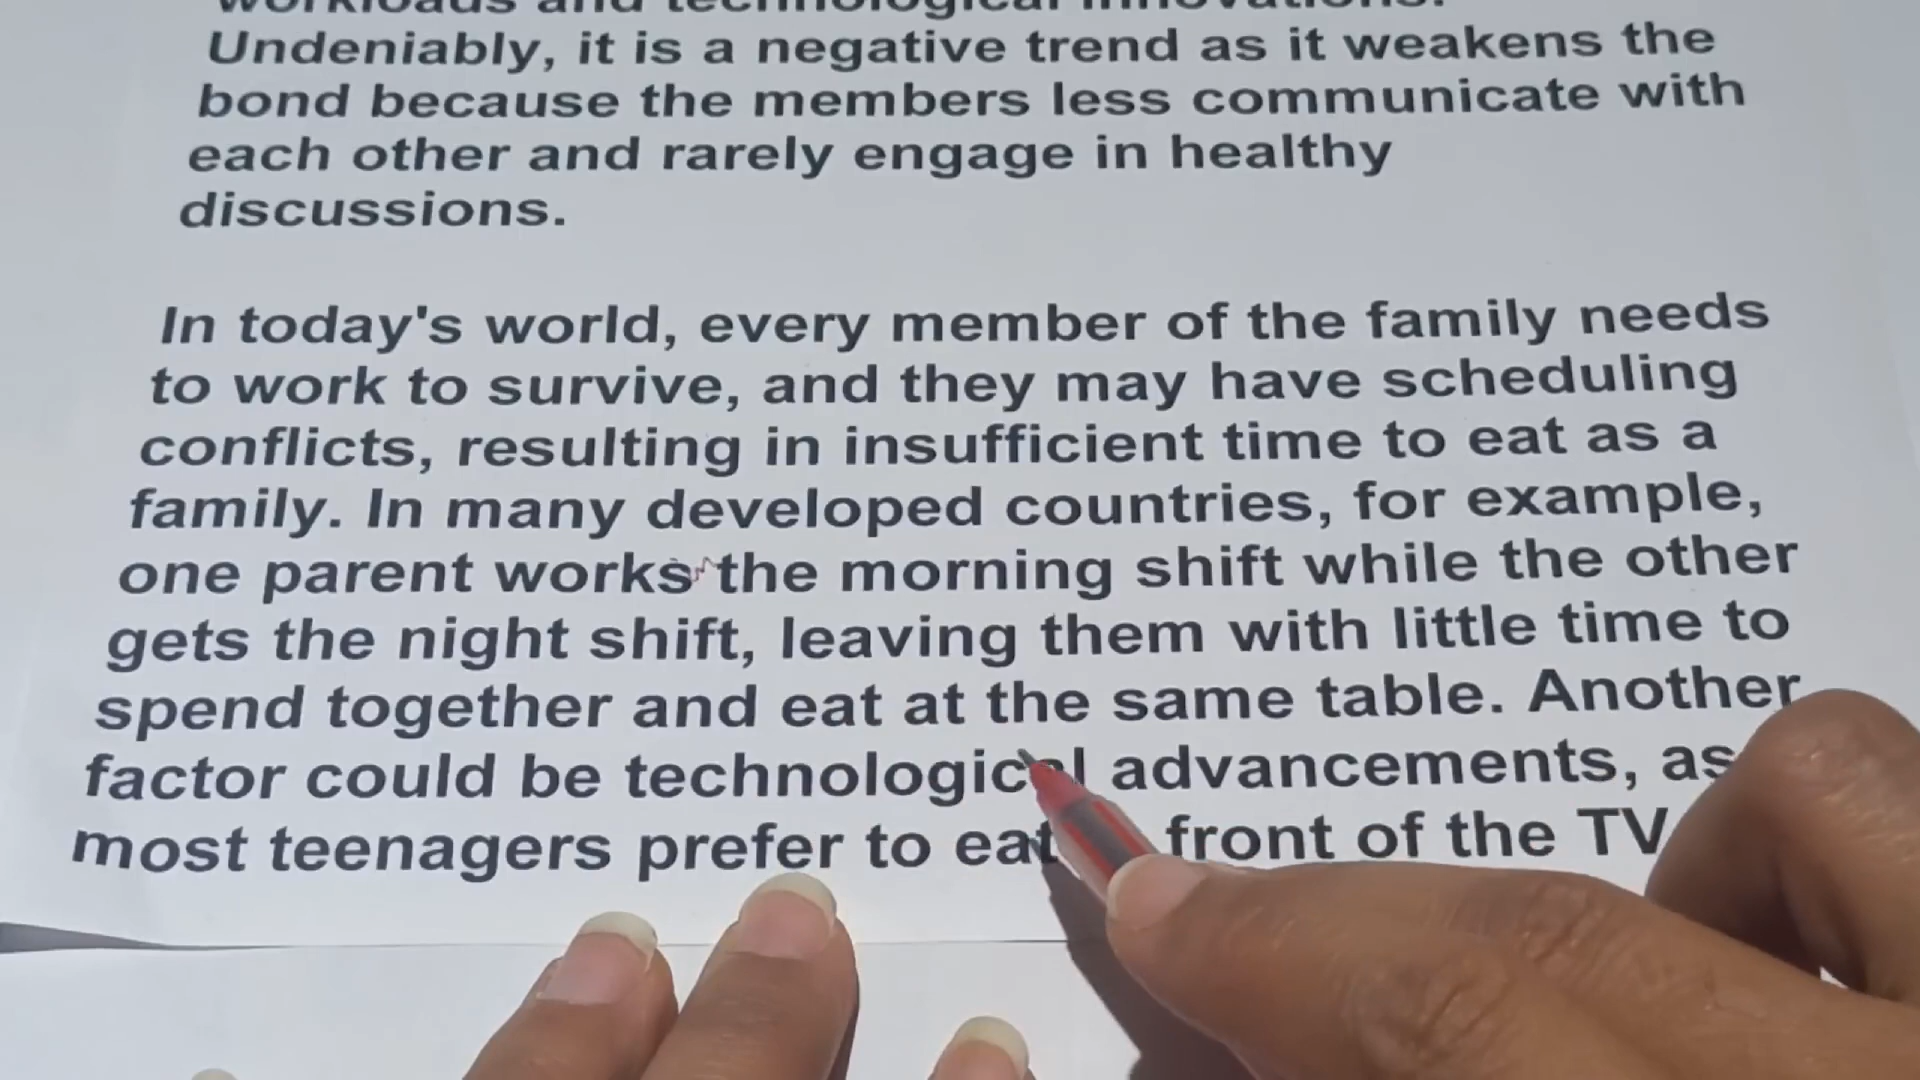 workloads and technological innovations.
Undeniably, it is a negative trend as it weakens the
bond because the members less communicate with
each other and rarely engage in healthy
discussions.
In today's world, every member of the family needs
to work to survive, and they may have scheduling
conflicts, resulting in insufficient time to eat as a
family. In many developed countries, for example,
one parent works the morning shift while the other
gets the night shift, leaving them with little time to
spend together and eat at the same table. Another
factor could be technological advancements, as
most teenagers prefer to eat front of the TV